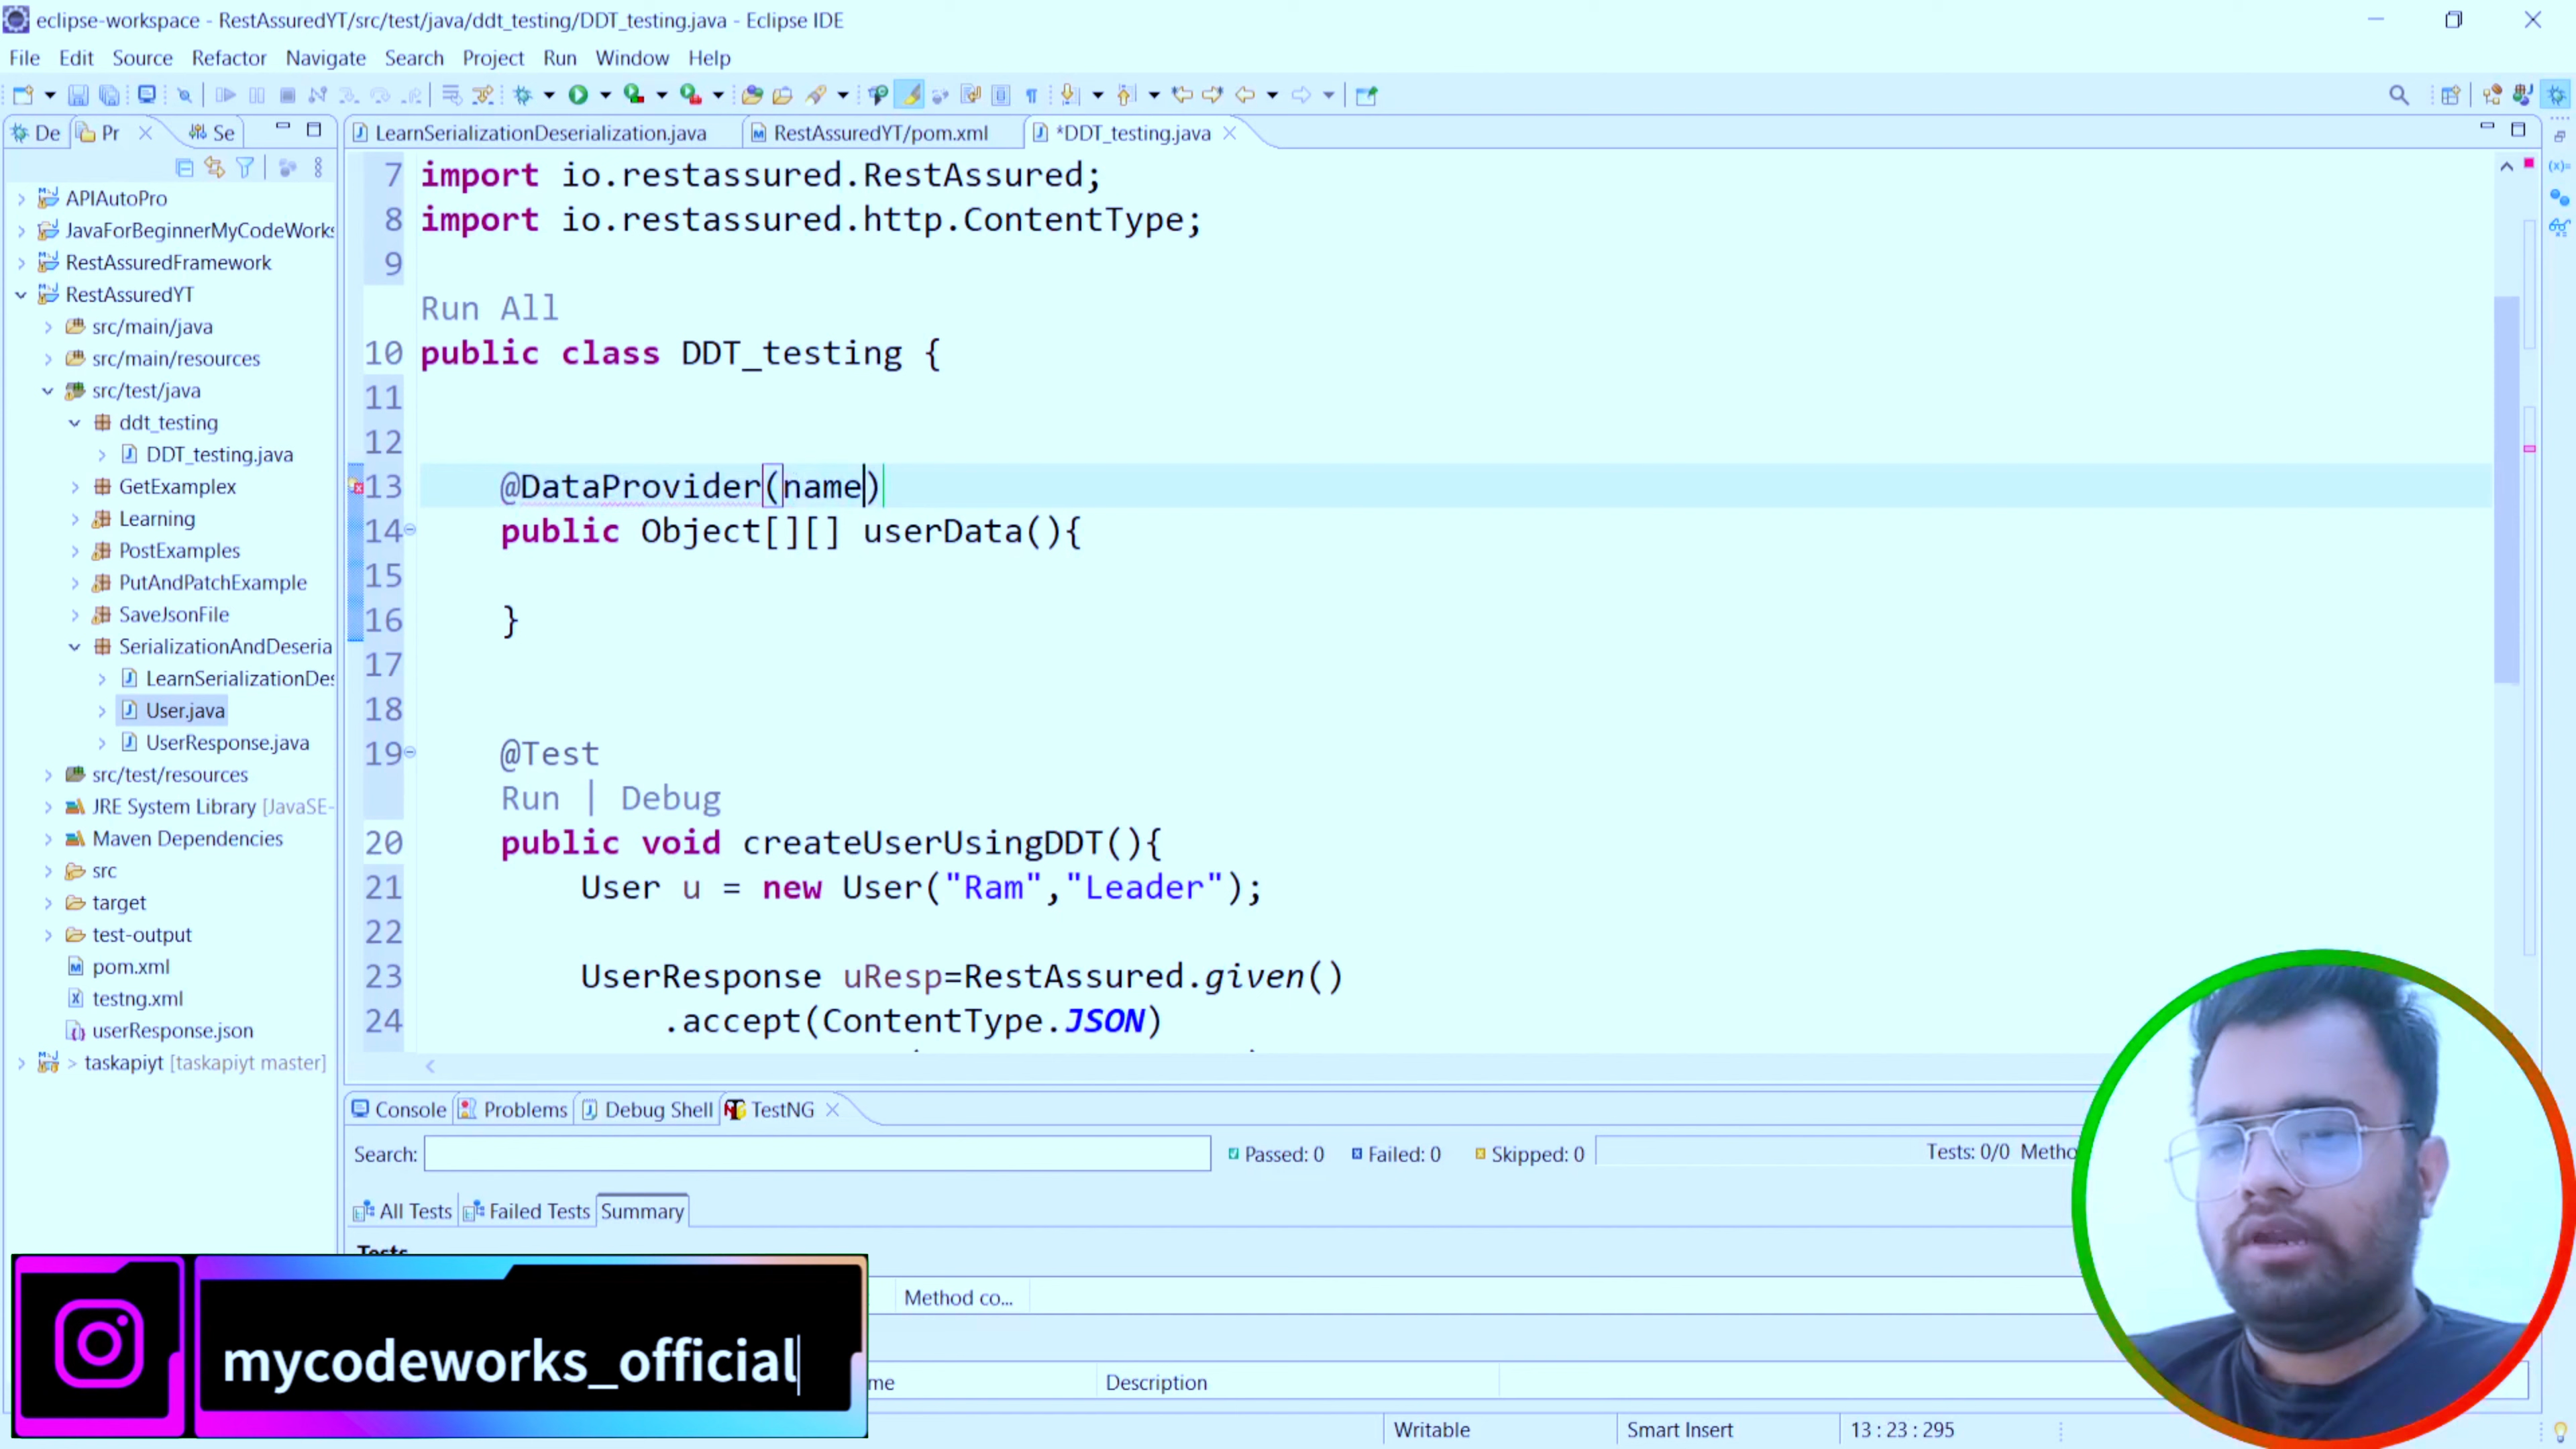 eclipse-workspace - RestAssuredYT/src/test/java/ddt_testing/DDT_testing.java - Eclipse IDE
File Edit Source Refactor Navigate Search Project Run Window Help
De Pr Se
LearnSerializationDeserialization.java RestAssuredYT/pom.xml *DDT_testing.java
APIAutoPro
JavaForBeginnerMyCodeWorks
RestAssuredFramework
RestAssuredYT
src/main/java
src/main/resources
src/test/java
ddt_testing
DDT_testing.java
GetExamplex
Learning
PostExamples
PutAndPatchExample
SaveJsonFile
SerializationAndDeseria
LearnSerializationDes
User.java
UserResponse.java
src/test/resources
JRE System Library [JavaSE-
Maven Dependencies
src
target
test-output
pom.xml
testng.xml
userResponse.json
> taskapiyt [taskapiyt master]
7 import io.restassured.RestAssured;
8 import io.restassured.http.ContentType;
9
Run All
10 public class DDT_testing {
11
12
13 @DataProvider(name)
14 public Object[][] userData(){
15
16 }
17
18
19 @Test
Run | Debug
20 public void createUserUsingDDT(){
21 User u = new User("Ram","Leader");
22
23 UserResponse uResp=RestAssured.given()
24 .accept(ContentType.JSON)
Console Problems Debug Shell TestNG
Search: Passed: 0 Failed: 0 Skipped: 0 Tests: 0/0 Metho
All Tests Failed Tests Summary
Tests
Method co...
me Description
mycodeworks_official
Writable Smart Insert 13 : 23 : 295